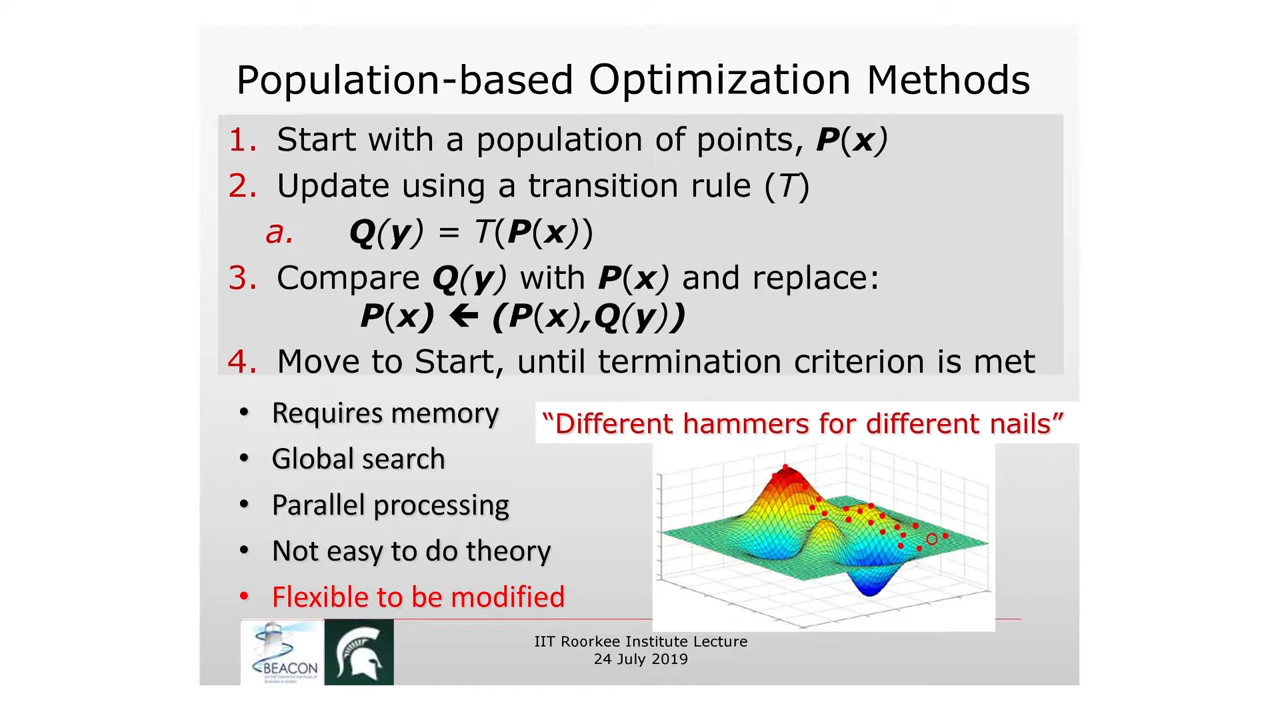 Population-based Optimization Methods
1. Start with a population of points, P(x)
2. Update using a transition rule (T)
a. Q(y) = T(P(x))
3. Compare Q(y) with P(x) and replace:
P(x) 🡸 (P(x),Q(y))
4. Move to Start, until termination criterion is met
• Requires memory
• Global search
• Parallel processing
• Not easy to do theory
• Flexible to be modified
“Different hammers for different nails”
BEACON
IIT Roorkee Institute Lecture
24 July 2019